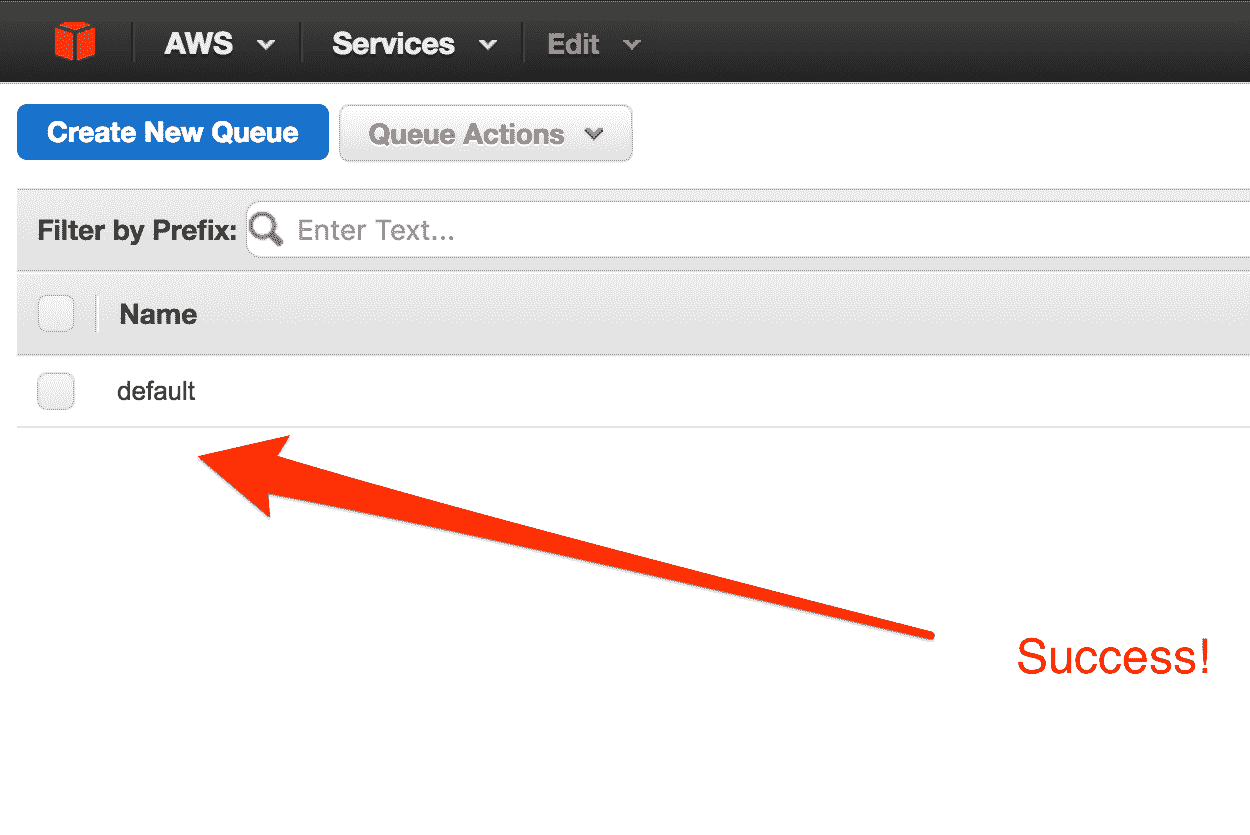 AWS Services Edit
Create New Queue Queue Actions
Filter by Prefix: Enter Text...
Name
default
Success!